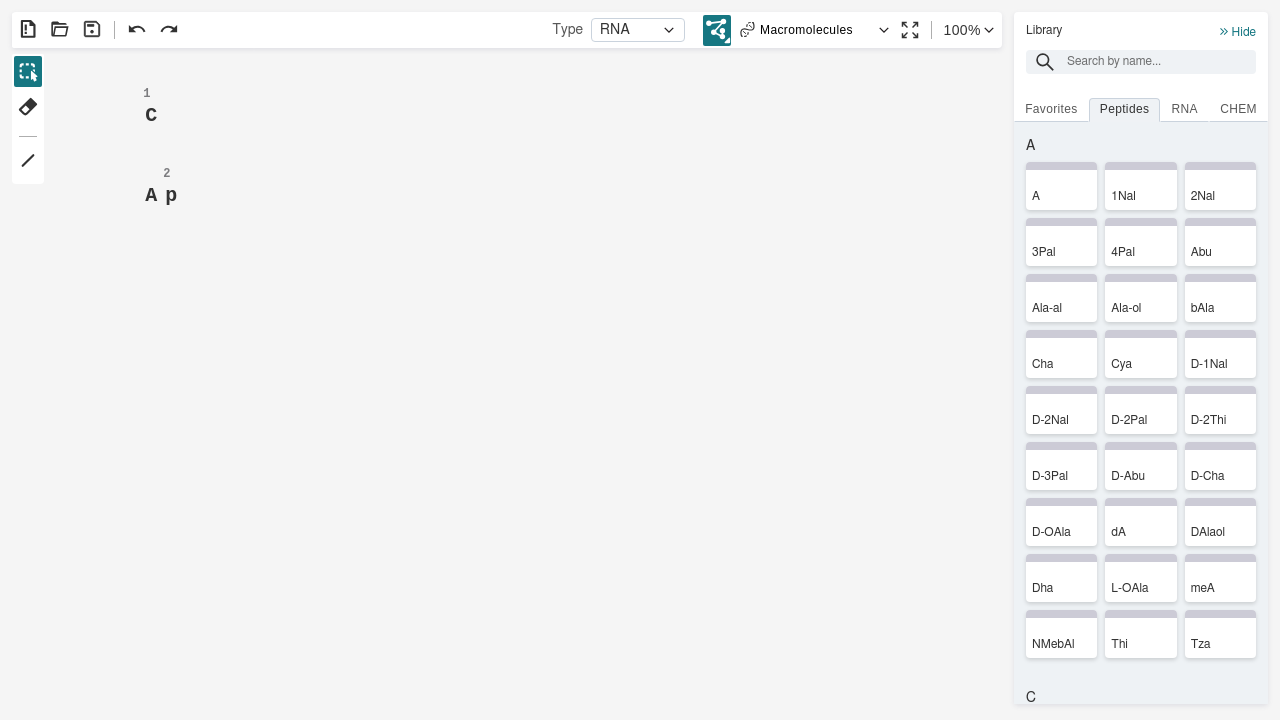 Type RNA Macromolecules 100%
Library
Hide
Search by name...
Favorites Peptides RNA CHEM
1
C
2
A p
A
A 1Nal 2Nal
3Pal 4Pal Abu
Ala-al Ala-ol bAla
Cha Cya D-1Nal
D-2Nal D-2Pal D-2Thi
D-3Pal D-Abu D-Cha
D-OAla dA DAlaol
Dha L-OAla meA
NMebAl Thi Tza
C